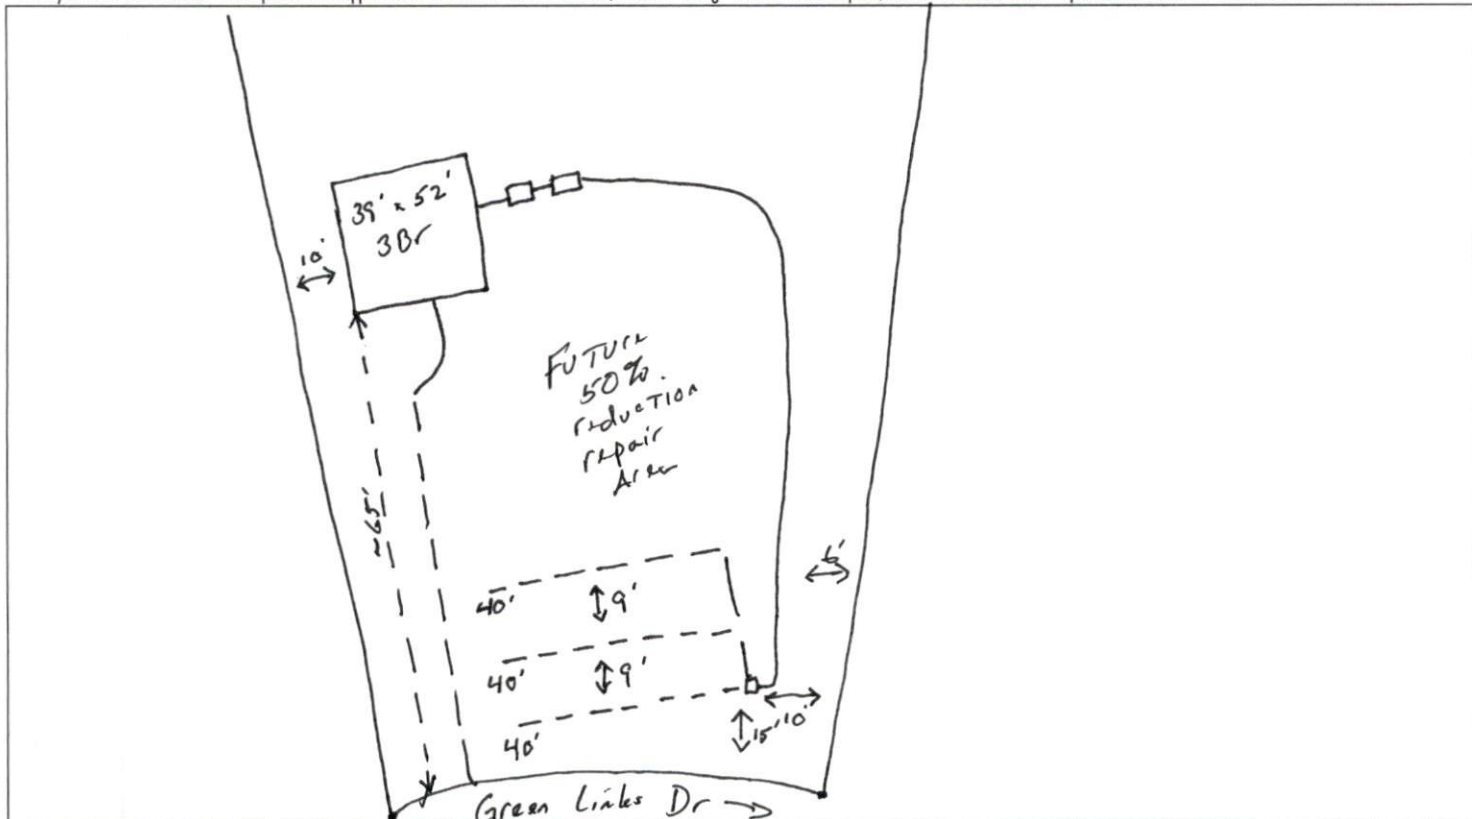 39' x 52'
3Br
10'
FUTURE
50%.
reduction
repair
Area
~65'
6'
40'
9'
40'
9'
40'
15'
10'
Green Links Dr